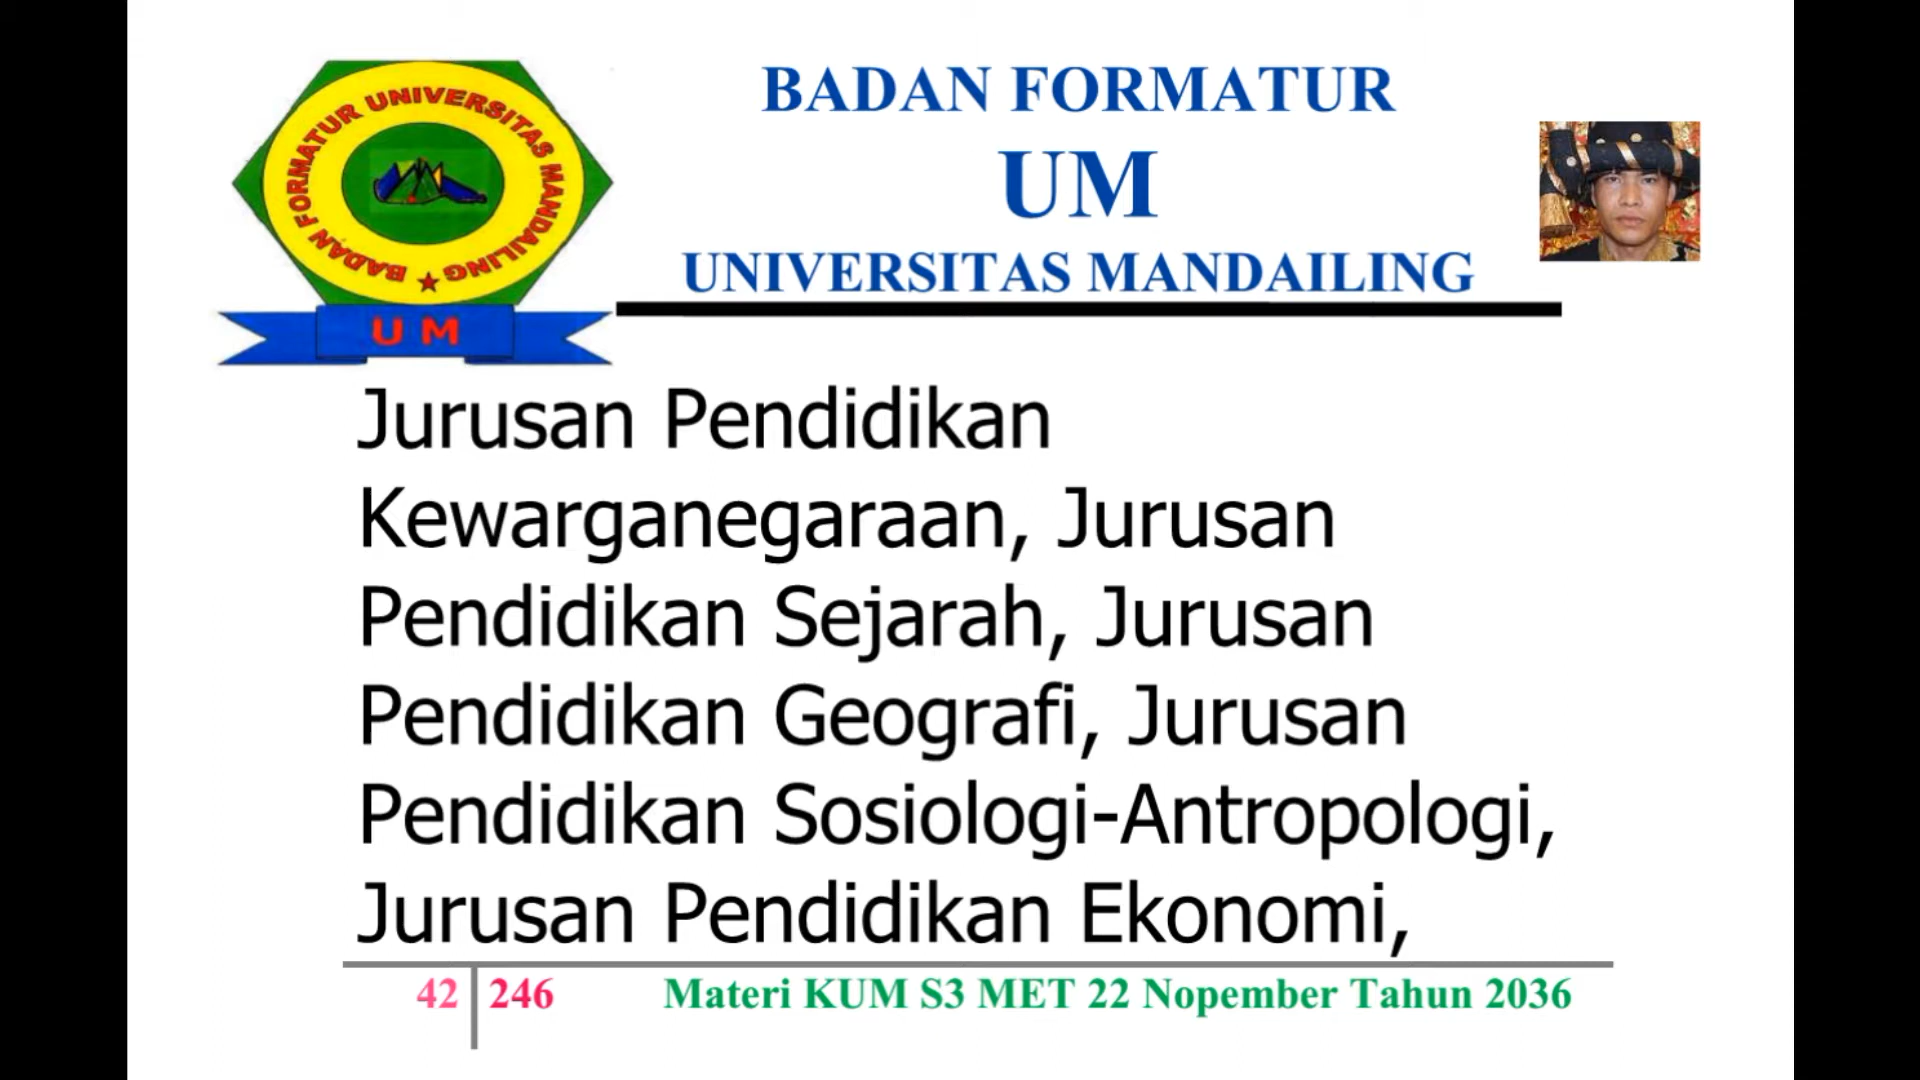 BADAN FORMATUR UNIVERSITAS MANDAILING
U M
BADAN FORMATUR
UM
UNIVERSITAS MANDAILING
Jurusan Pendidikan
Kewarganegaraan, Jurusan
Pendidikan Sejarah, Jurusan
Pendidikan Geografi, Jurusan
Pendidikan Sosiologi-Antropologi,
Jurusan Pendidikan Ekonomi,
42 246 Materi KUM S3 MET 22 Nopember Tahun 2036